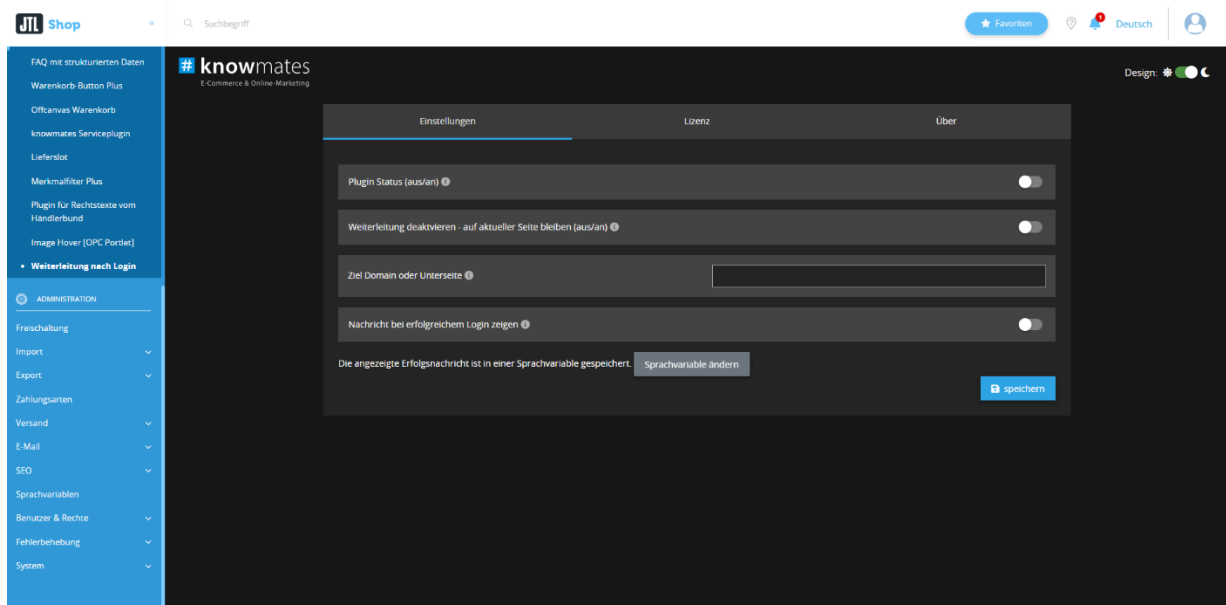 JTL Shop
«
Suchbegriff
Favoriten
1
Deutsch
FAQ mit strukturierten Daten
Warenkorb-Button Plus
Offcanvas Warenkorb
knowmates Serviceplugin
Lieferslot
Merkmalfilter Plus
Plugin für Rechtstexte vom
Händlerbund
Image Hover [OPC Portlet]
Weiterleitung nach Login
ADMINISTRATION
Freischaltung
Import
Export
Zahlungsarten
Versand
E-Mail
SEO
Sprachvariablen
Benutzer & Rechte
Fehlerbehebung
System
# knowmates
E-Commerce & Online-Marketing
Design:
Einstellungen
Lizenz
Über
Plugin Status (aus/an)
Weiterleitung deaktvieren - auf aktueller Seite bleiben (aus/an)
Ziel Domain oder Unterseite
Nachricht bei erfolgreichem Login zeigen
Die angezeigte Erfolgsnachricht ist in einer Sprachvariable gespeichert. Sprachvariable ändern
speichern